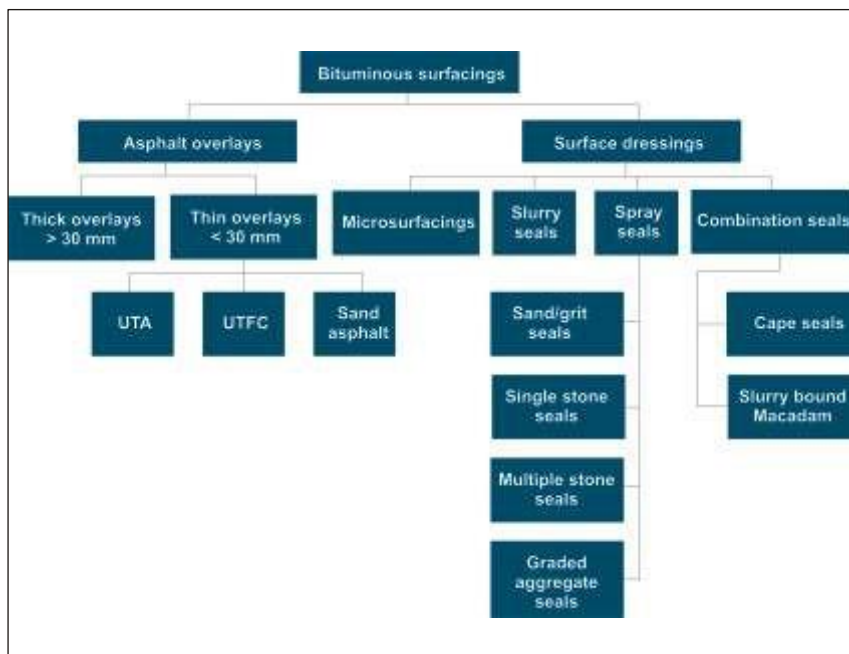 Bituminous surfacings
Asphalt overlays
Surface dressings
Thick overlays
> 30 mm
Thin overlays
< 30 mm
Microsurfacings
Slurry
seals
Spray
seals
Combination seals
UTA
UTFC
Sand
asphalt
Sand/grit
seals
Single stone
seals
Multiple stone
seals
Graded
aggregate
seals
Cape seals
Slurry bound
Macadam